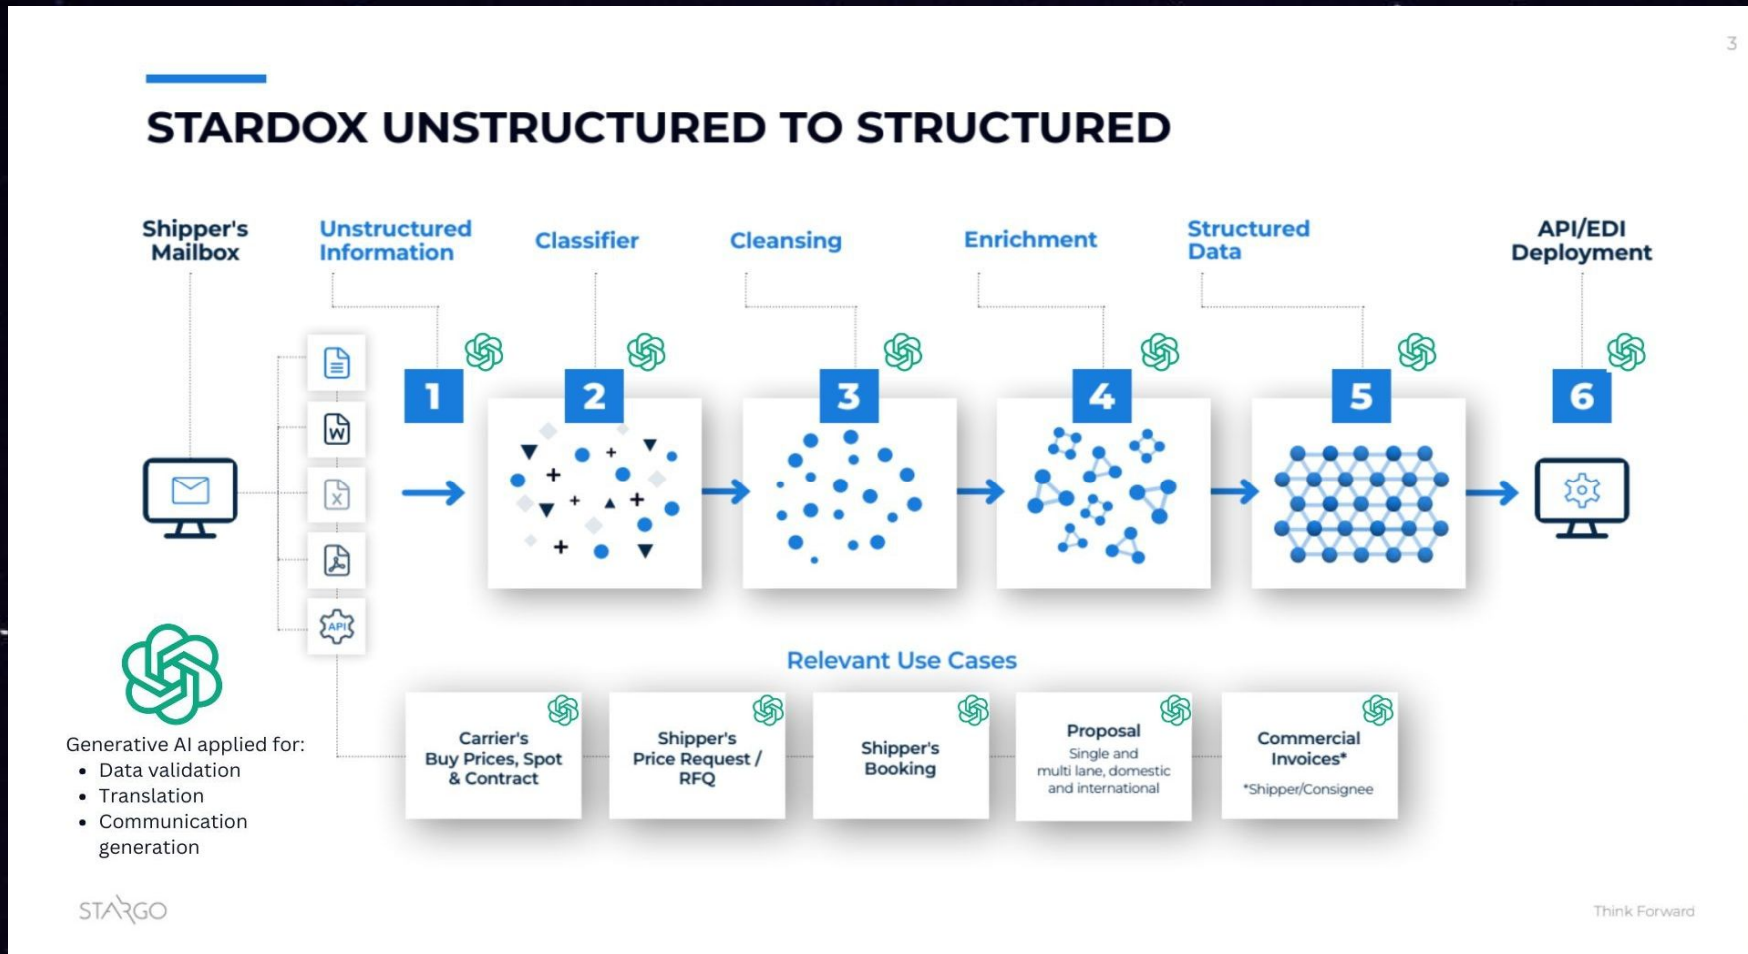 3
STARDOX UNSTRUCTURED TO STRUCTURED
Shipper's
Mailbox
Unstructured
Information
Classifier
Cleansing
Enrichment
Structured
Data
API/EDI
Deployment
1
2
3
4
5
6
W
X
API
Relevant Use Cases
Carrier's
Buy Prices, Spot
& Contract
Shipper's
Price Request /
RFQ
Shipper's
Booking
Proposal
Single and
multi lane, domestic
and international
Commercial
Invoices*
*Shipper/Consignee
Generative AI applied for:
• Data validation
• Translation
• Communication
generation
STARGO
Think Forward